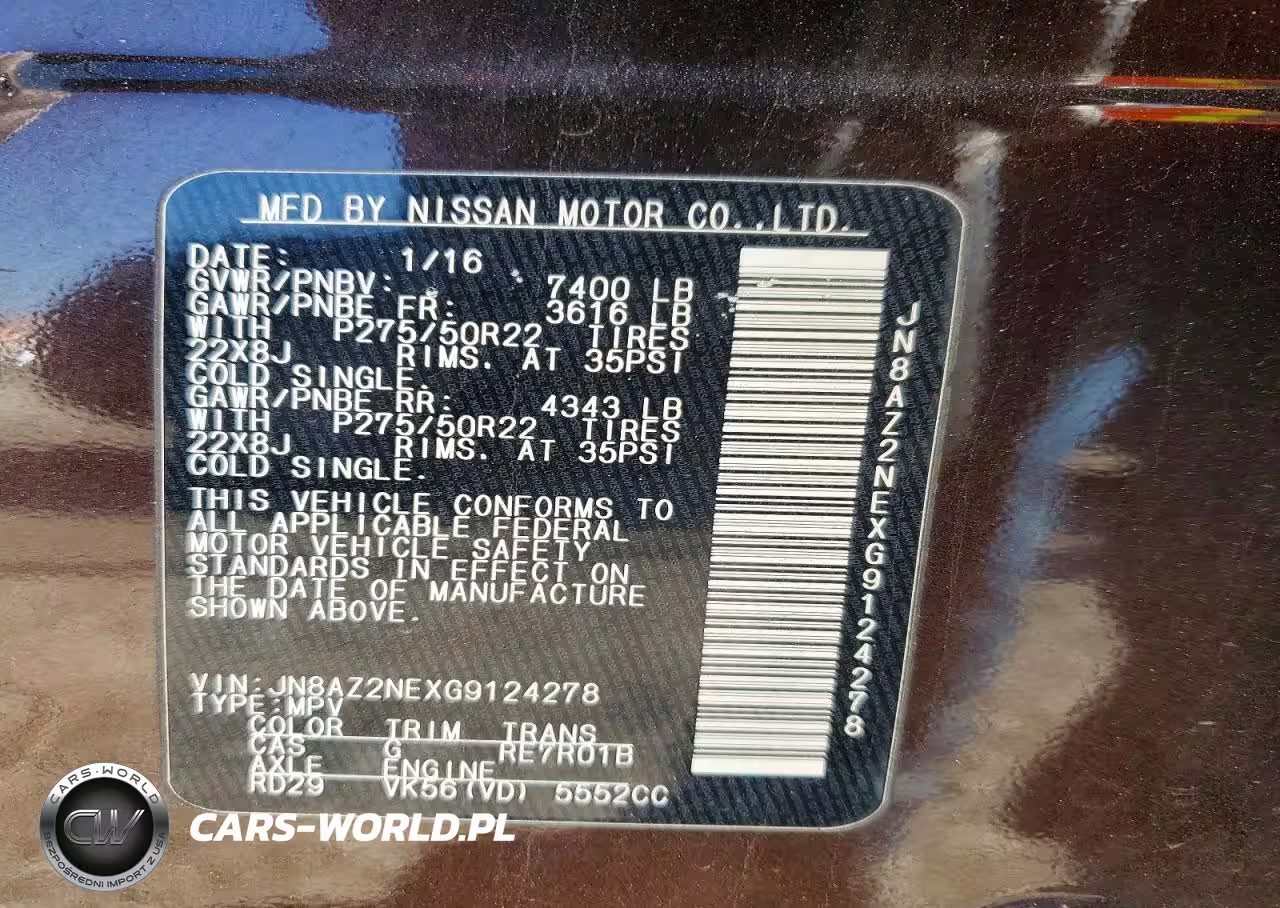 MFD BY NISSAN MOTOR CO.,LTD.
DATE: 1/16
GVWR/PNBV: 7400 LB
GAWR/PNBE FR: 3616 LB
WITH P275/50R22 TIRES
22X8J RIMS. AT 35PSI
COLD SINGLE.
GAWR/PNBE RR: 4343 LB
WITH P275/50R22 TIRES
22X8J RIMS. AT 35PSI
COLD SINGLE.
THIS VEHICLE CONFORMS TO
ALL APPLICABLE FEDERAL
MOTOR VEHICLE SAFETY
STANDARDS IN EFFECT ON
THE DATE OF MANUFACTURE
SHOWN ABOVE.
VIN:JN8AZ2NEXG9124278
TYPE:MPV
COLOR TRIM TRANS
CAS G RE7R01B
AXLE ENGINE
RD29 VK56(VD) 5552CC
JN8AZ2NEXG9124278
CARS-WORLD
CW
BEZPOŚREDNI IMPORT Z USA
CARS-WORLD.PL